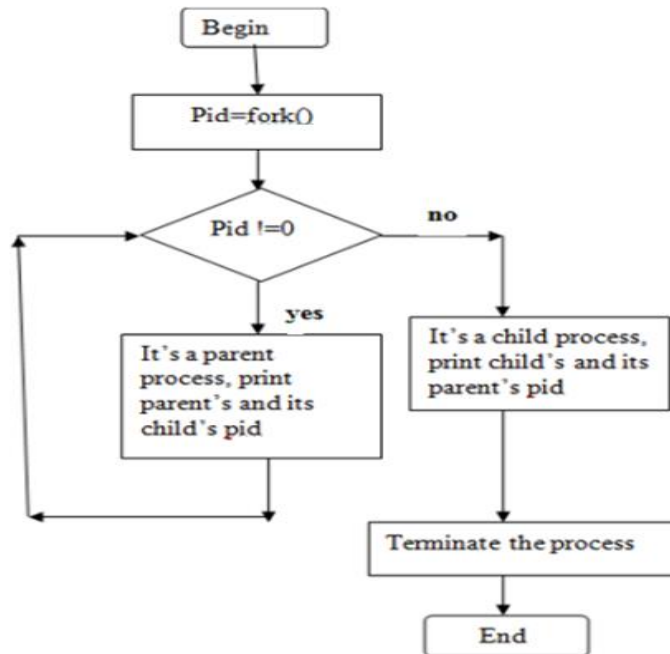 Begin
Pid=fork()
Pid !=0
no
yes
It's a parent
process, print
parent's and its
child's pid
It's a child process,
print child's and its
parent's pid
Terminate the process
End